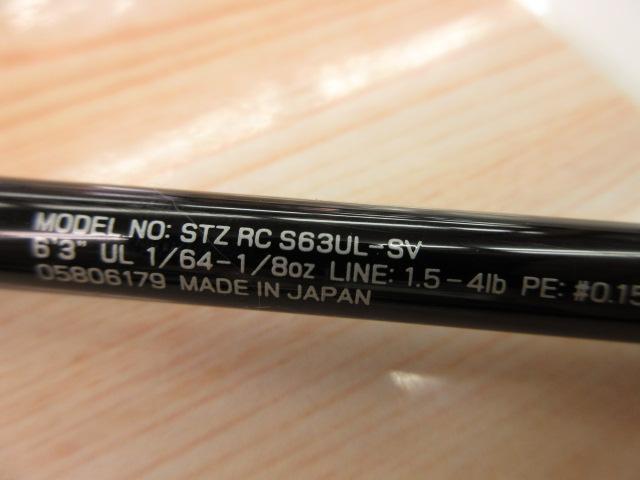 MODEL NO: STZ RC S63UL-SV
6'3" UL 1/64-1/8oz LINE: 1.5-4lb PE: #0.15
05806179 MADE IN JAPAN